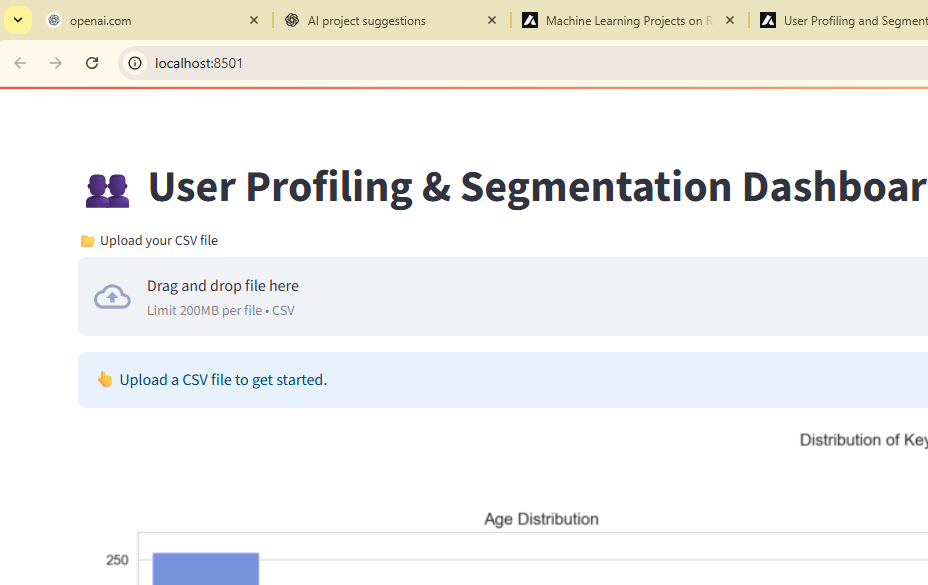 openai.com
AI project suggestions
Machine Learning Projects on
User Profiling and Segment
localhost:8501
User Profiling & Segmentation Dashboar
Upload your CSV file
Drag and drop file here
Limit 200MB per file • CSV
Upload a CSV file to get started.
Distribution of Key
Age Distribution
250